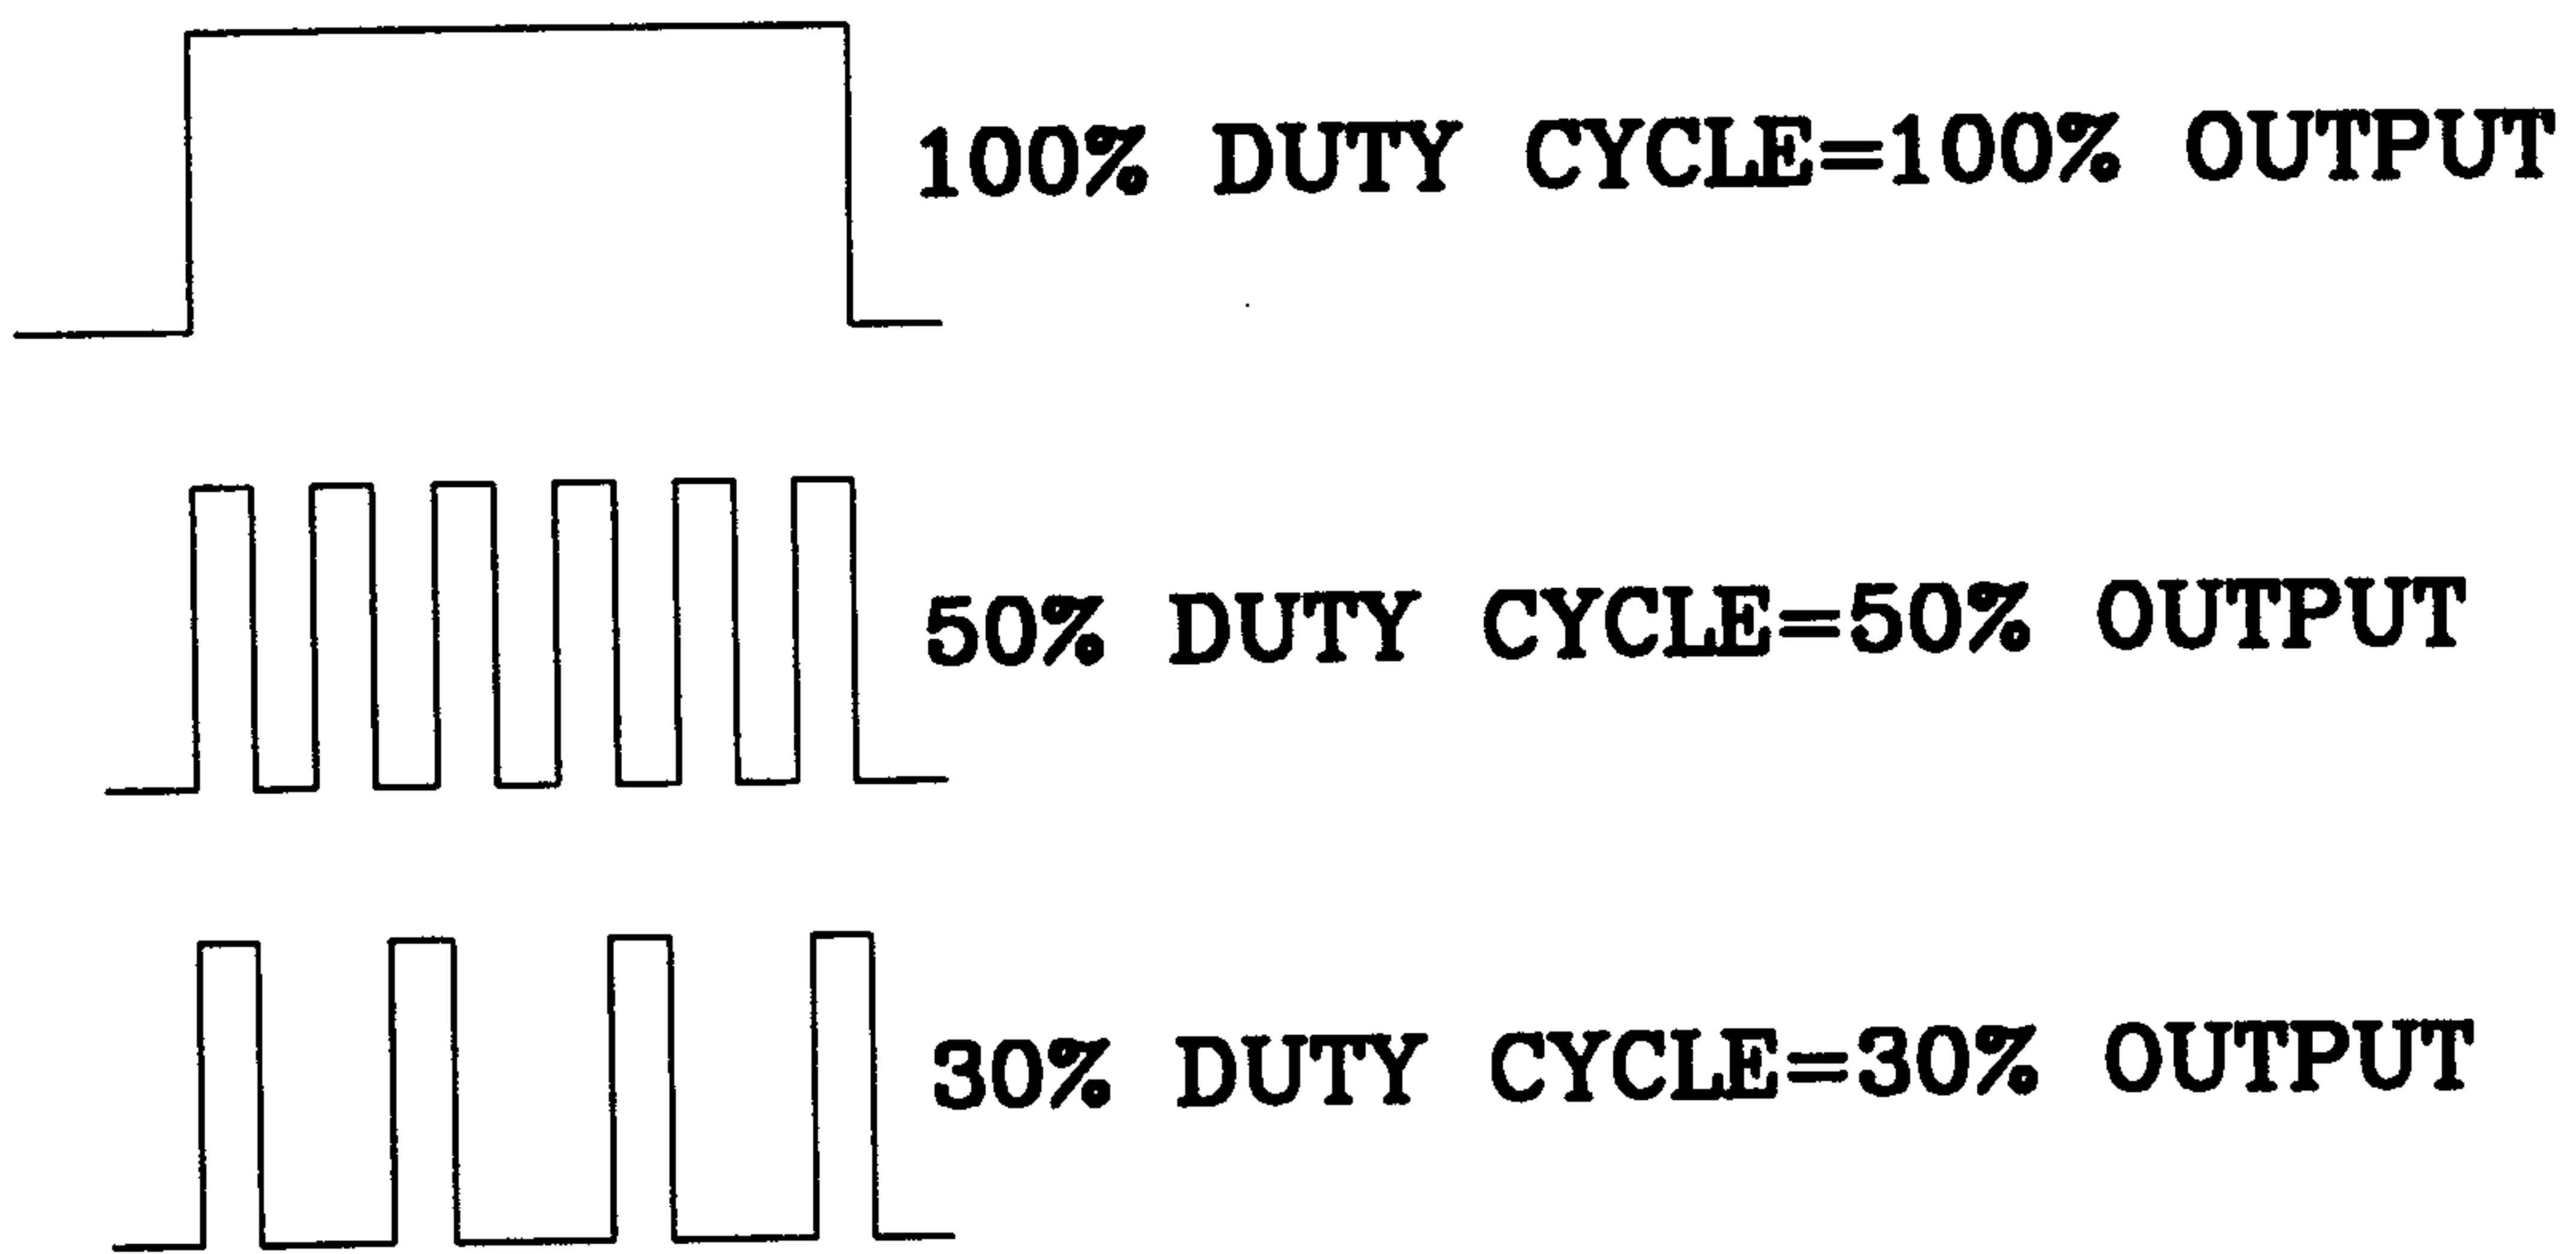 100% DUTY CYCLE=100% OUTPUT
50% DUTY CYCLE=50% OUTPUT
30% DUTY CYCLE=30% OUTPUT